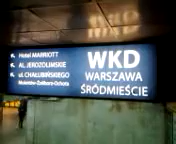 Hotel MARRIOTT
AL. JEROZOLIMSKIE
ul. CHAŁUBIŃSKIEGO
WKD
WARSZAWA
ŚRÓDMIEŚCIE